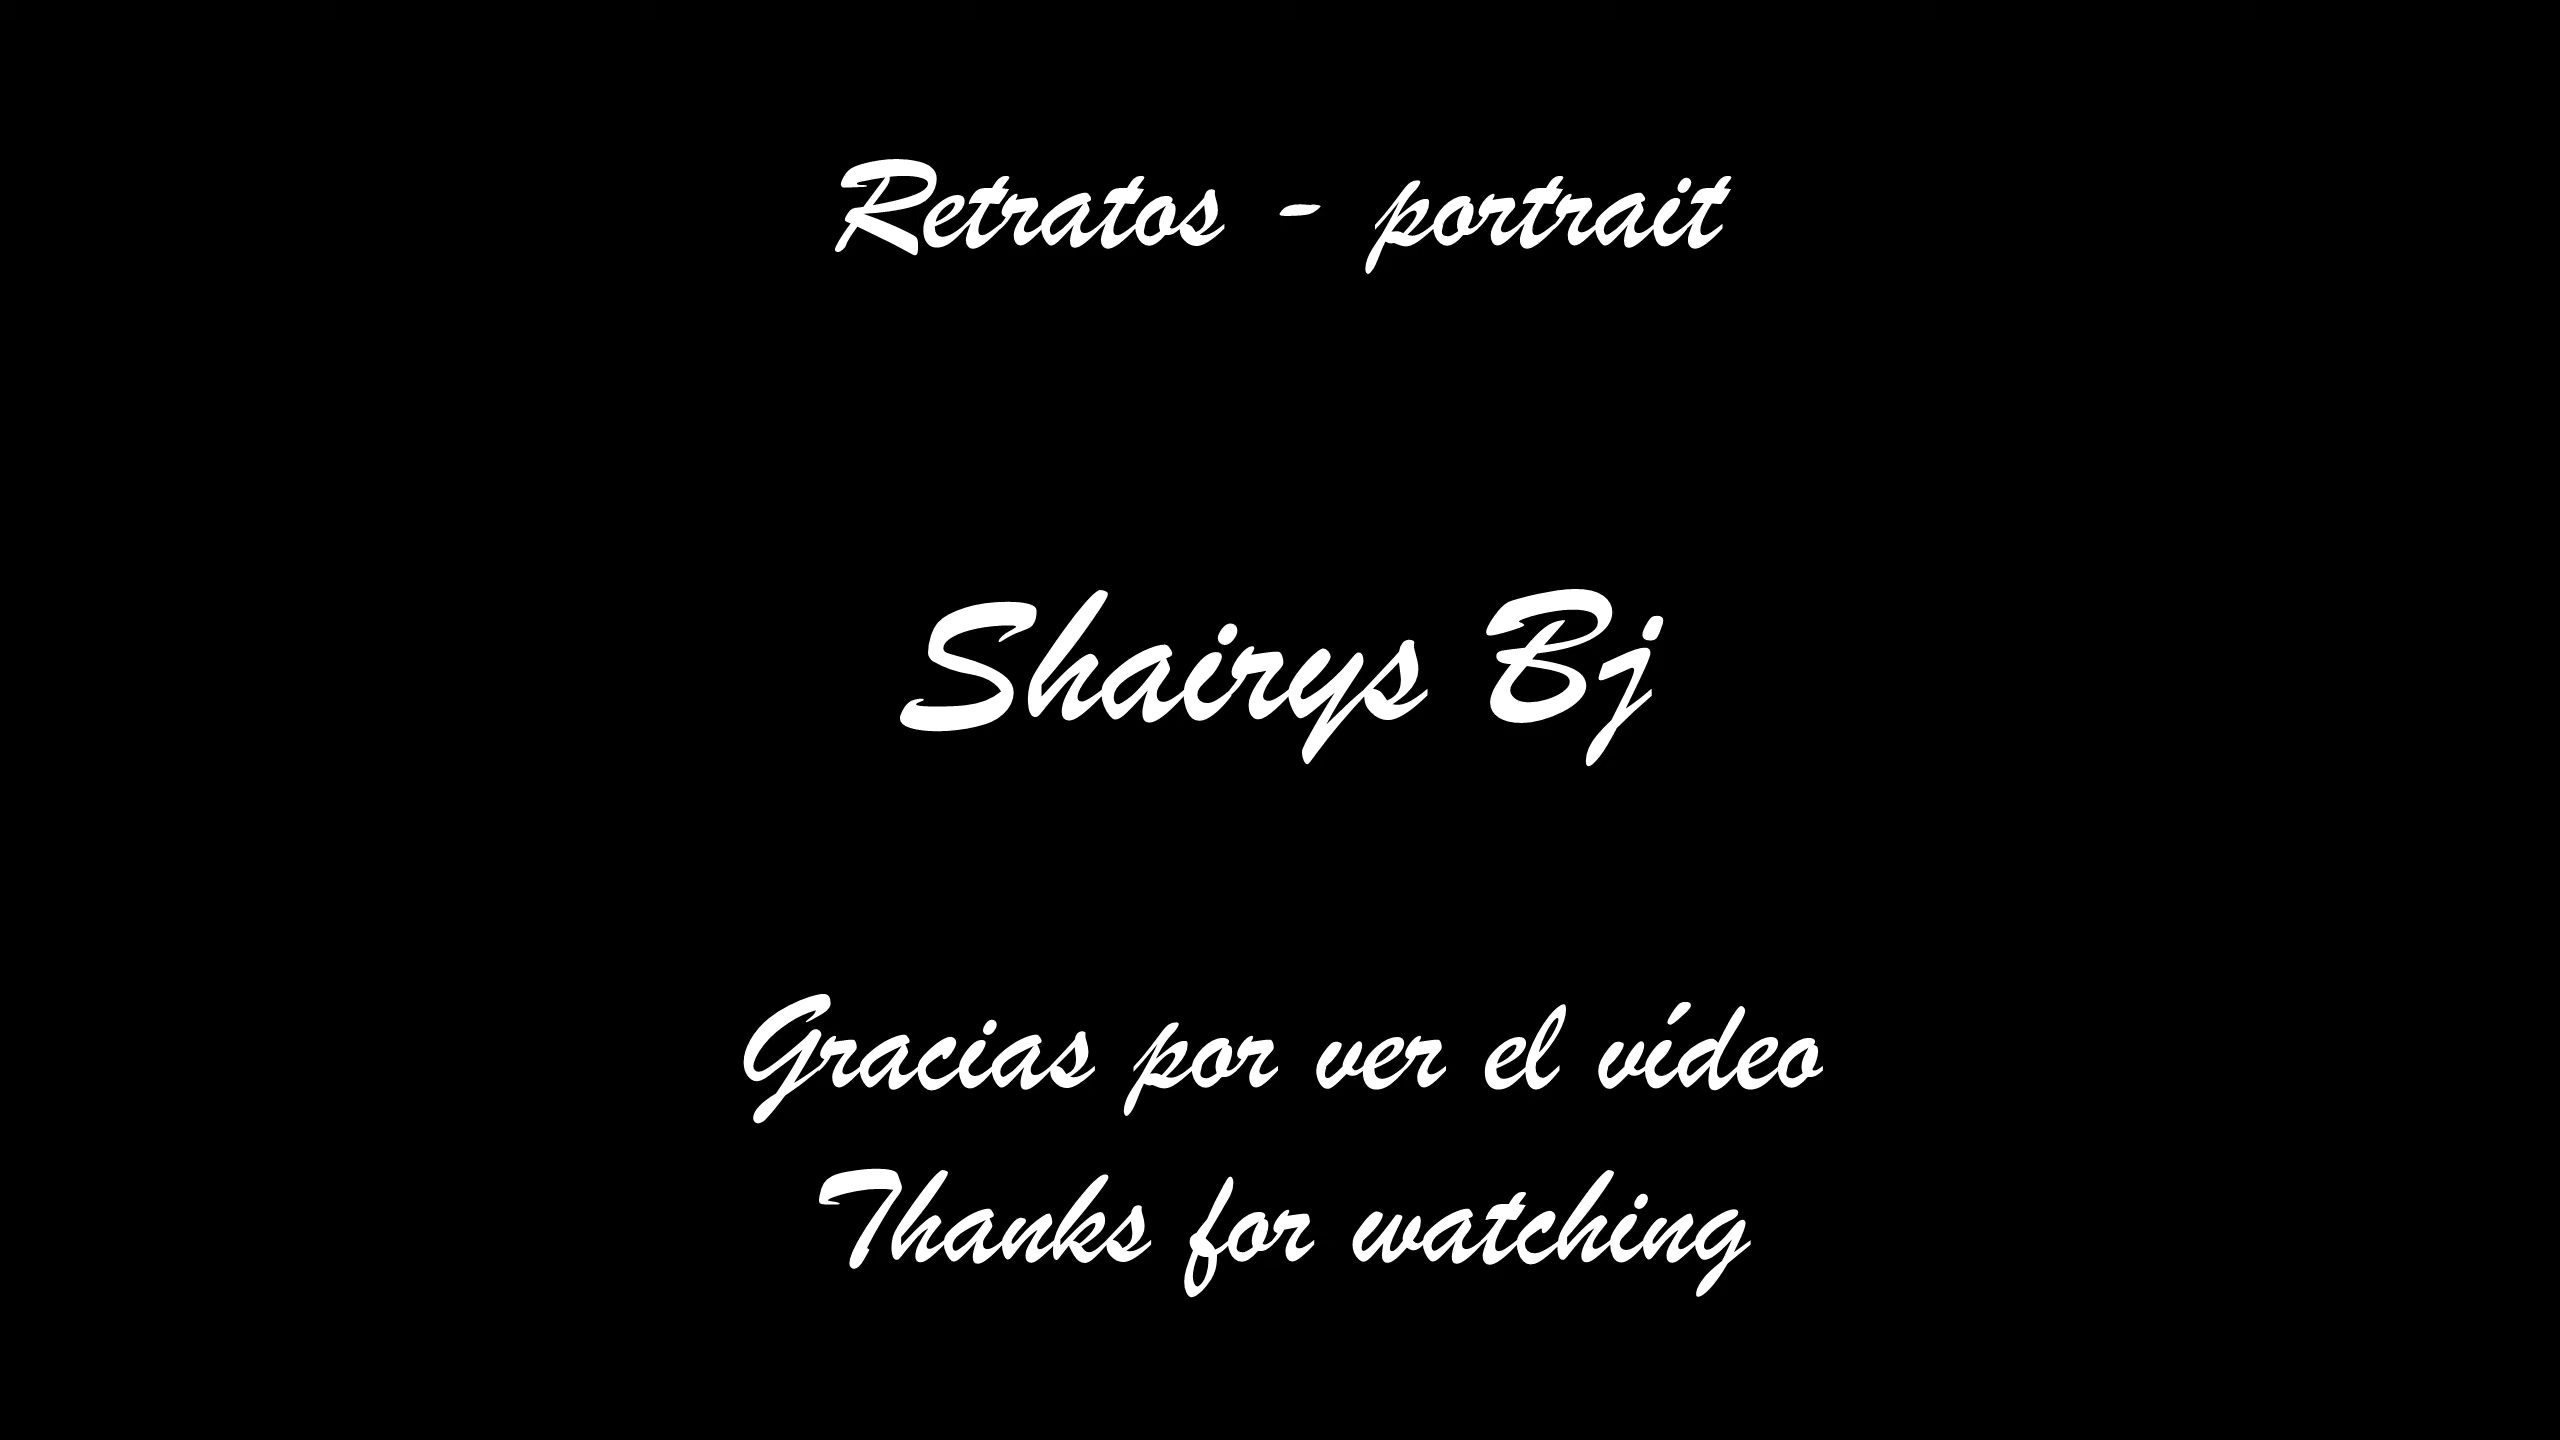 Retratos - portrait
Shairys Bj
Gracias por ver el vídeo
Thanks for watching